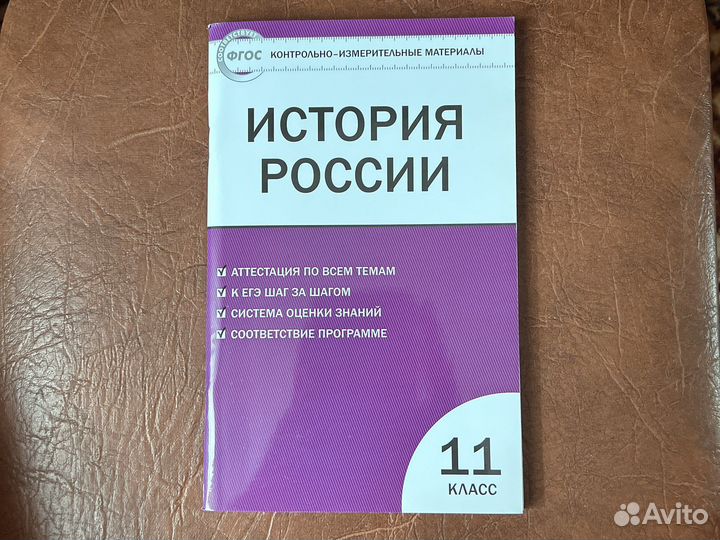 СООТВЕТСТВУЕТ
ФГОС
КОНТРОЛЬНО-ИЗМЕРИТЕЛЬНЫЕ МАТЕРИАЛЫ
ИСТОРИЯ
РОССИИ
АТТЕСТАЦИЯ ПО ВСЕМ ТЕМАМ
К ЕГЭ ШАГ ЗА ШАГОМ
СИСТЕМА ОЦЕНКИ ЗНАНИЙ
СООТВЕТСТВИЕ ПРОГРАММЕ
11
КЛАСС
Avito